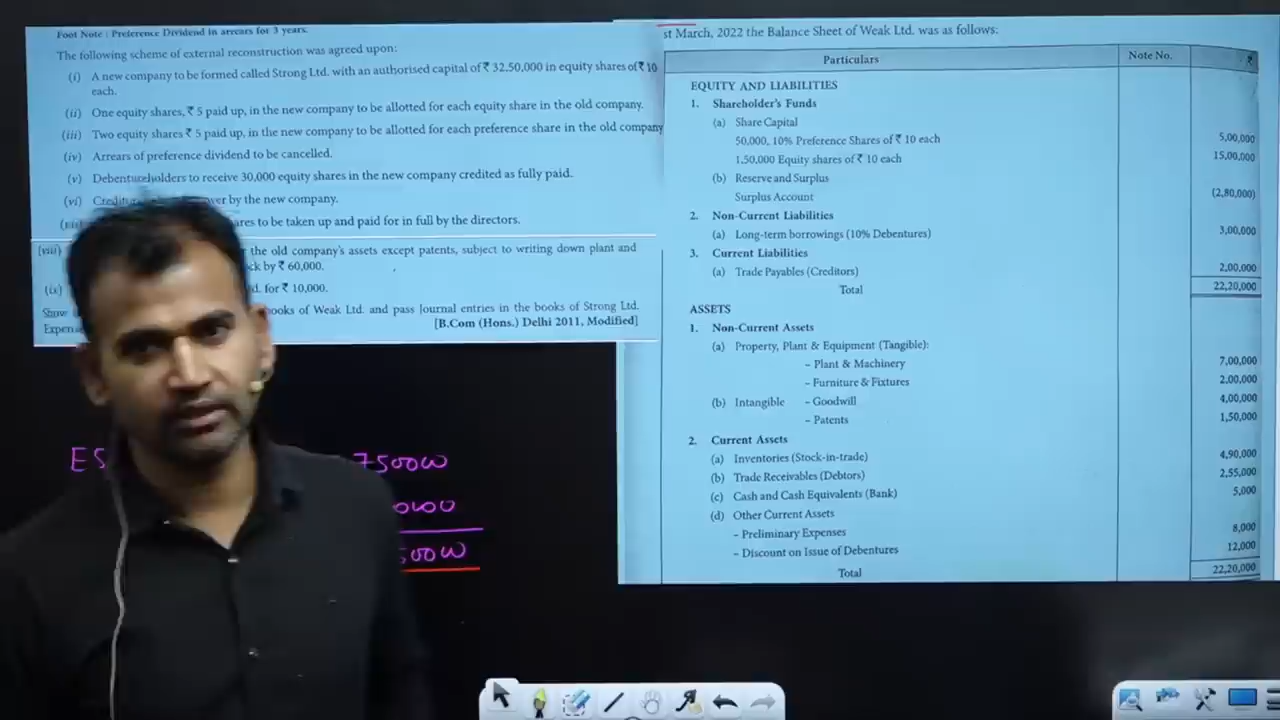 Foot Note : Preference Dividend in arrears for 3 years.
The following scheme of external reconstruction was agreed upon:
(i) A new company to be formed called Strong Ltd. with an authorised capital of ₹ 32,50,000 in equity shares of ₹ 10
each.
(ii) One equity shares, ₹ 5 paid up, in the new company to be allotted for each equity share in the old company.
(iii) Two equity shares ₹ 5 paid up, in the new company to be allotted for each preference share in the old company
(iv) Arrears of preference dividend to be cancelled.
(v) Debentureholders to receive 30,000 equity shares in the new company credited as fully paid.
(vi) by the new company.
to be taken up and paid for in full by the directors.
(viii) the old company's assets except patents, subject to writing down plant and
by ₹ 60,000.
(ix) for ₹ 10,000.
Show books of Weak Ltd. and pass Journal entries in the books of Strong Ltd.
[B.Com (Hons.) Delhi 2011, Modified]
ES 75000
st March, 2022 the Balance Sheet of Weak Ltd. was as follows:
Particulars Note No. ₹
EQUITY AND LIABILITIES
1. Shareholder's Funds
(a) Share Capital
50,000, 10% Preference Shares of ₹ 10 each 5,00,000
1,50,000 Equity shares of ₹ 10 each 15,00,000
(b) Reserve and Surplus
Surplus Account (2,80,000)
2. Non-Current Liabilities
(a) Long-term borrowings (10% Debentures) 3,00,000
3. Current Liabilities
(a) Trade Payables (Creditors) 2,00,000
Total 22,20,000
ASSETS
1. Non-Current Assets
(a) Property, Plant & Equipment (Tangible):
– Plant & Machinery 7,00,000
– Furniture & Fixtures 2,00,000
(b) Intangible – Goodwill 4,00,000
– Patents 1,50,000
2. Current Assets
(a) Inventories (Stock-in-trade) 4,90,000
(b) Trade Receivables (Debtors) 2,55,000
(c) Cash and Cash Equivalents (Bank) 5,000
(d) Other Current Assets
– Preliminary Expenses 8,000
– Discount on Issue of Debentures 12,000
Total 22,20,000